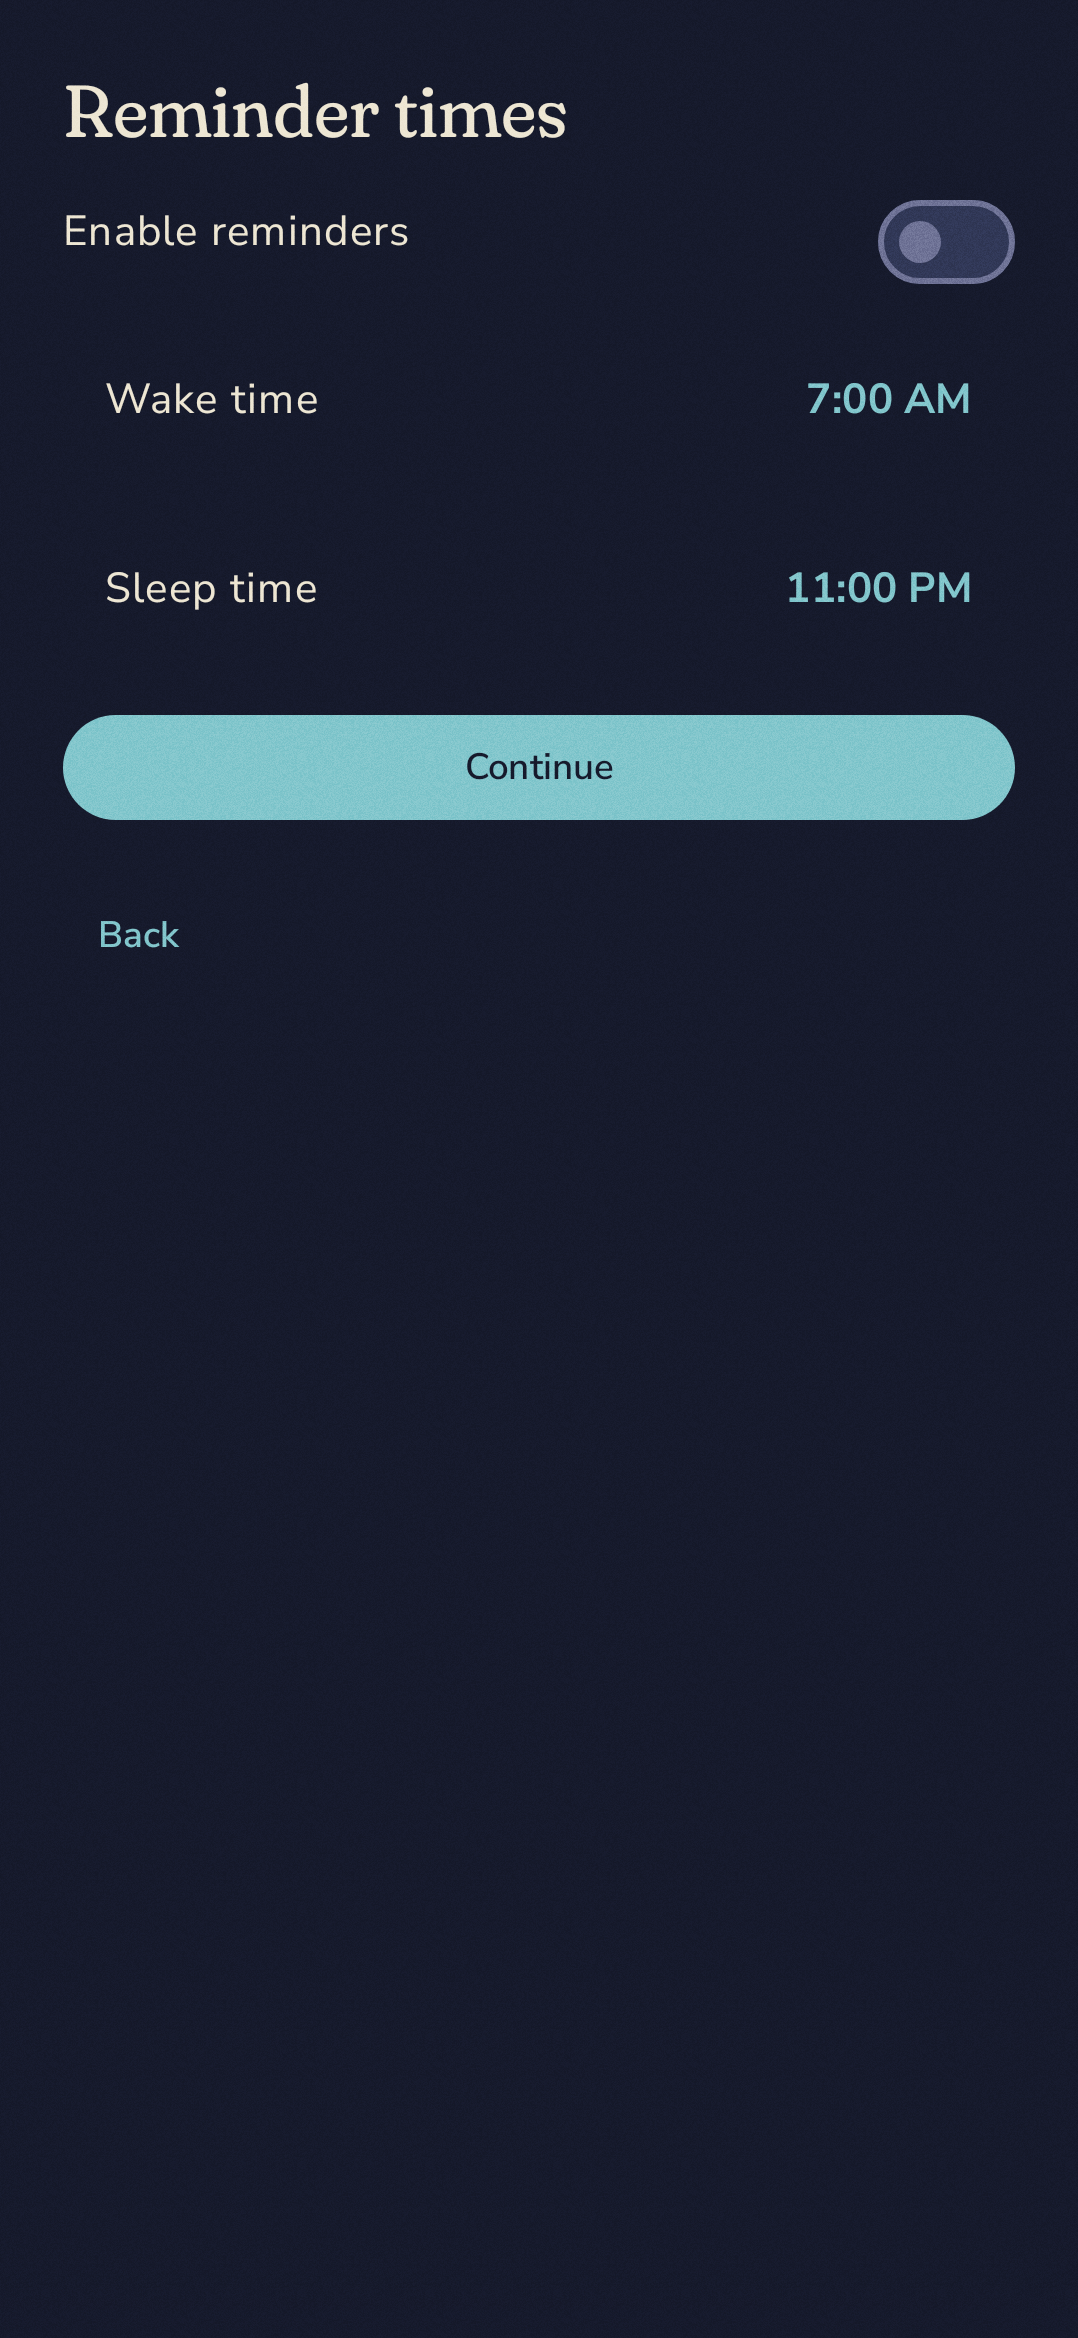 Reminder times
Enable reminders
Wake time 7:00 AM
Sleep time 11:00 PM
Continue
Back